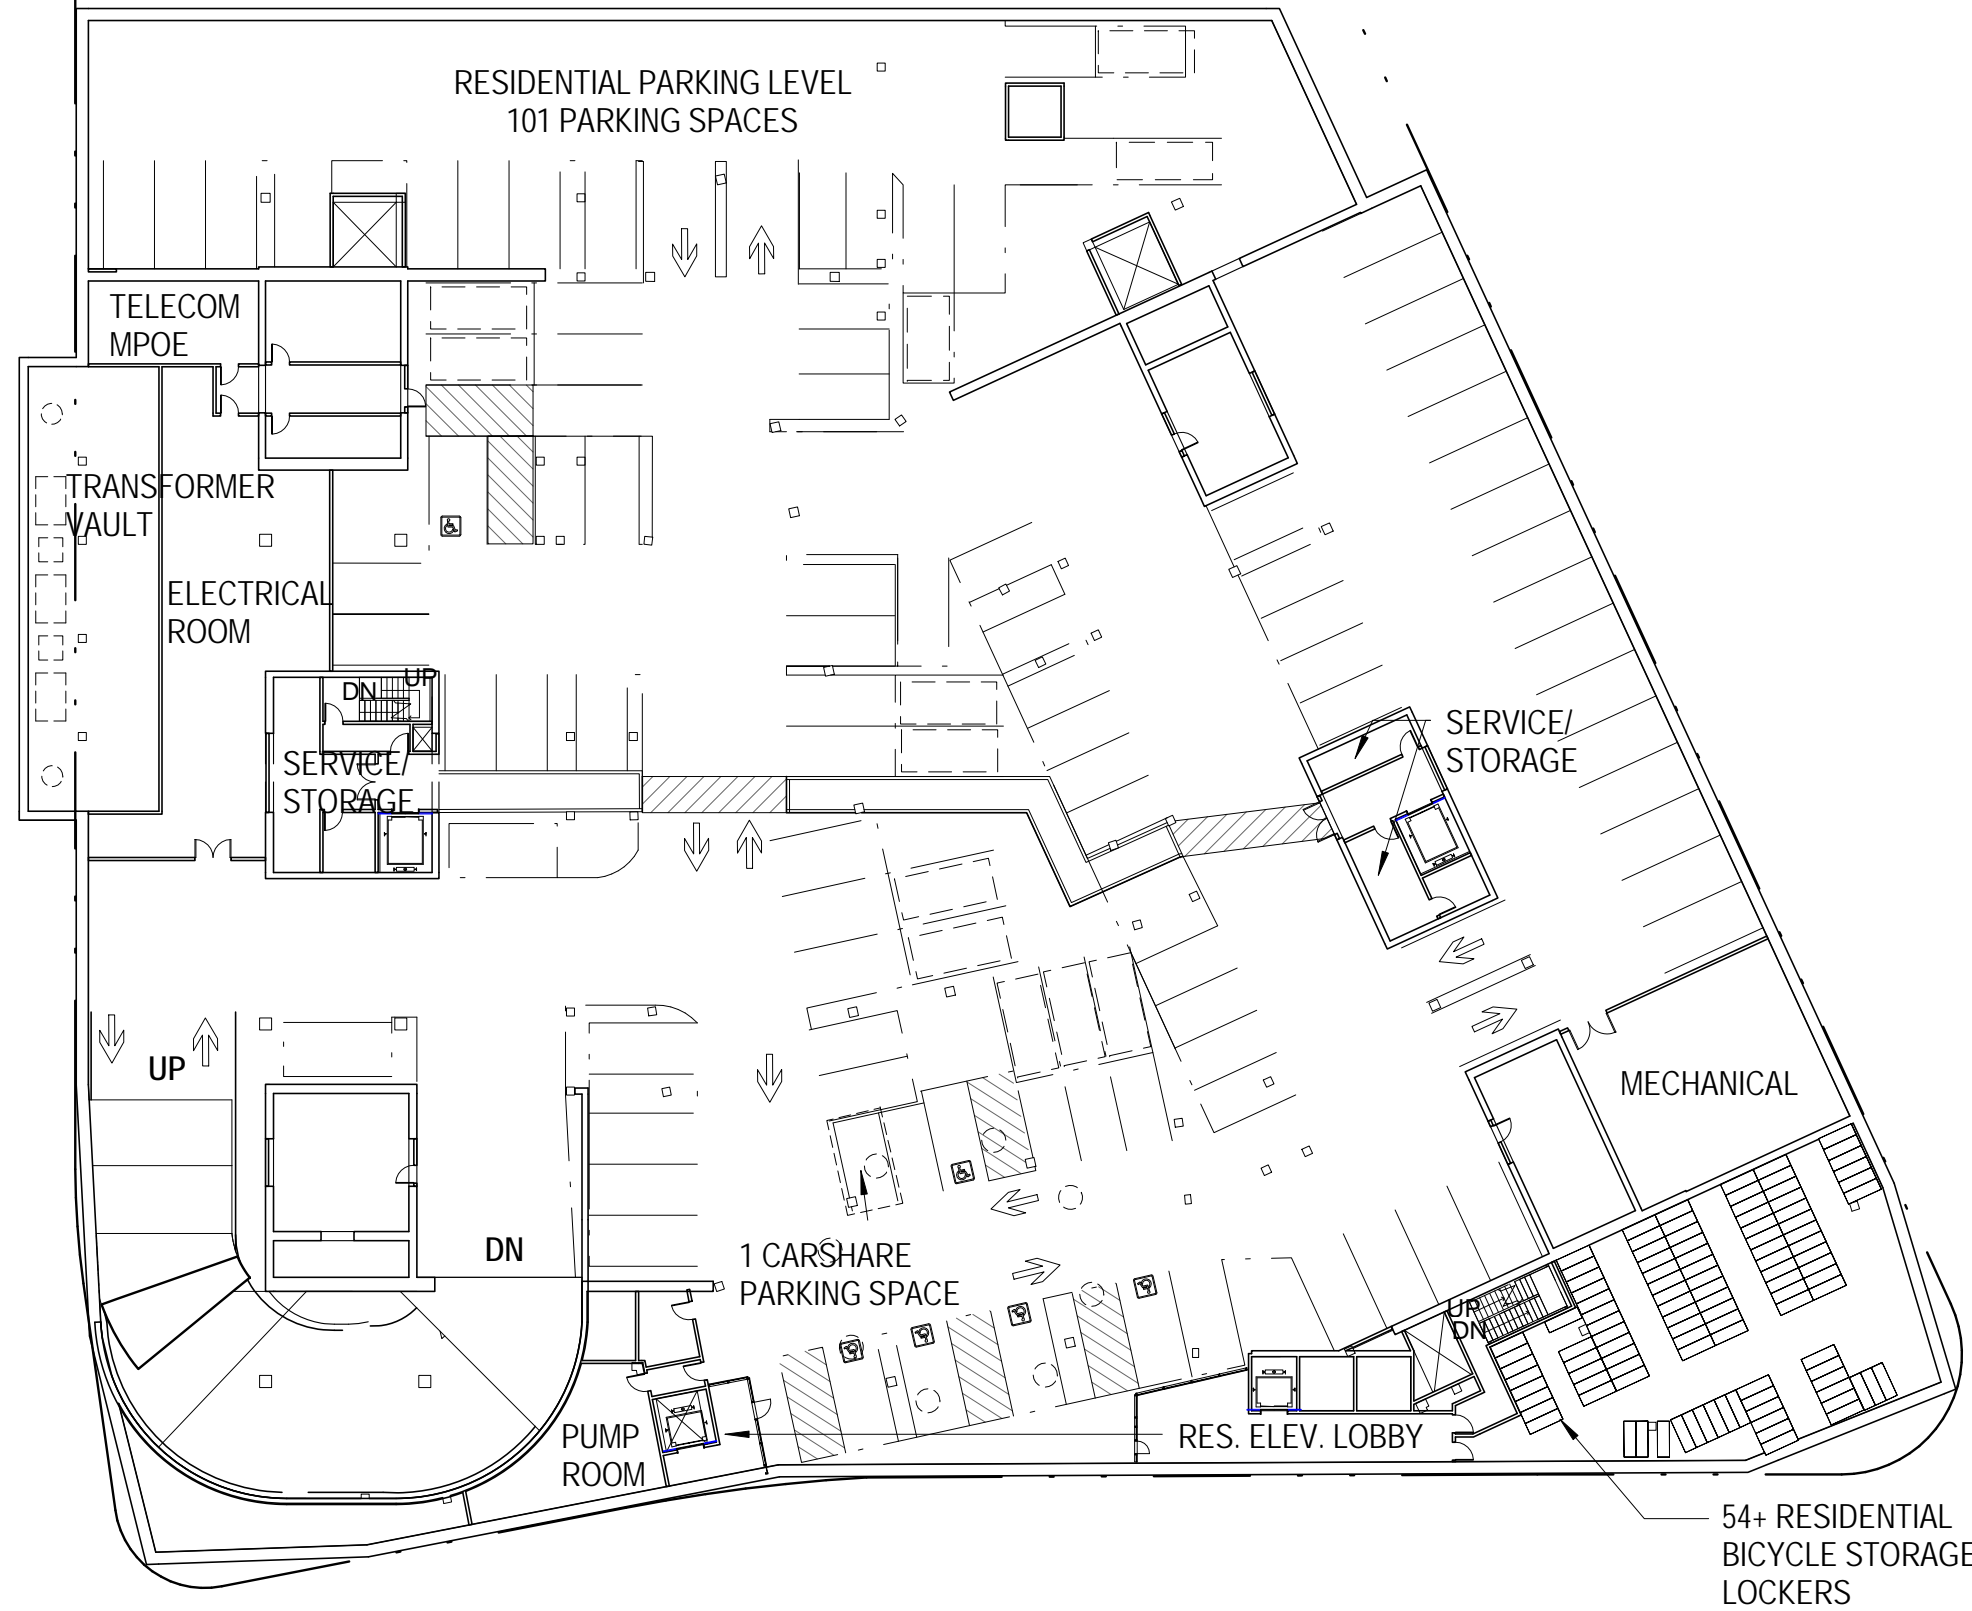 RESIDENTIAL PARKING LEVEL
101 PARKING SPACES
TELECOM
MPOE
TRANSFORMER
VAULT
ELECTRICAL
ROOM
DN
UP
SERVICE/
STORAGE
SERVICE/
STORAGE
UP
MECHANICAL
DN
1 CARSHARE
PARKING SPACE
UP
DN
PUMP
ROOM
RES. ELEV. LOBBY
54+ RESIDENTIAL
BICYCLE STORAGE
LOCKERS